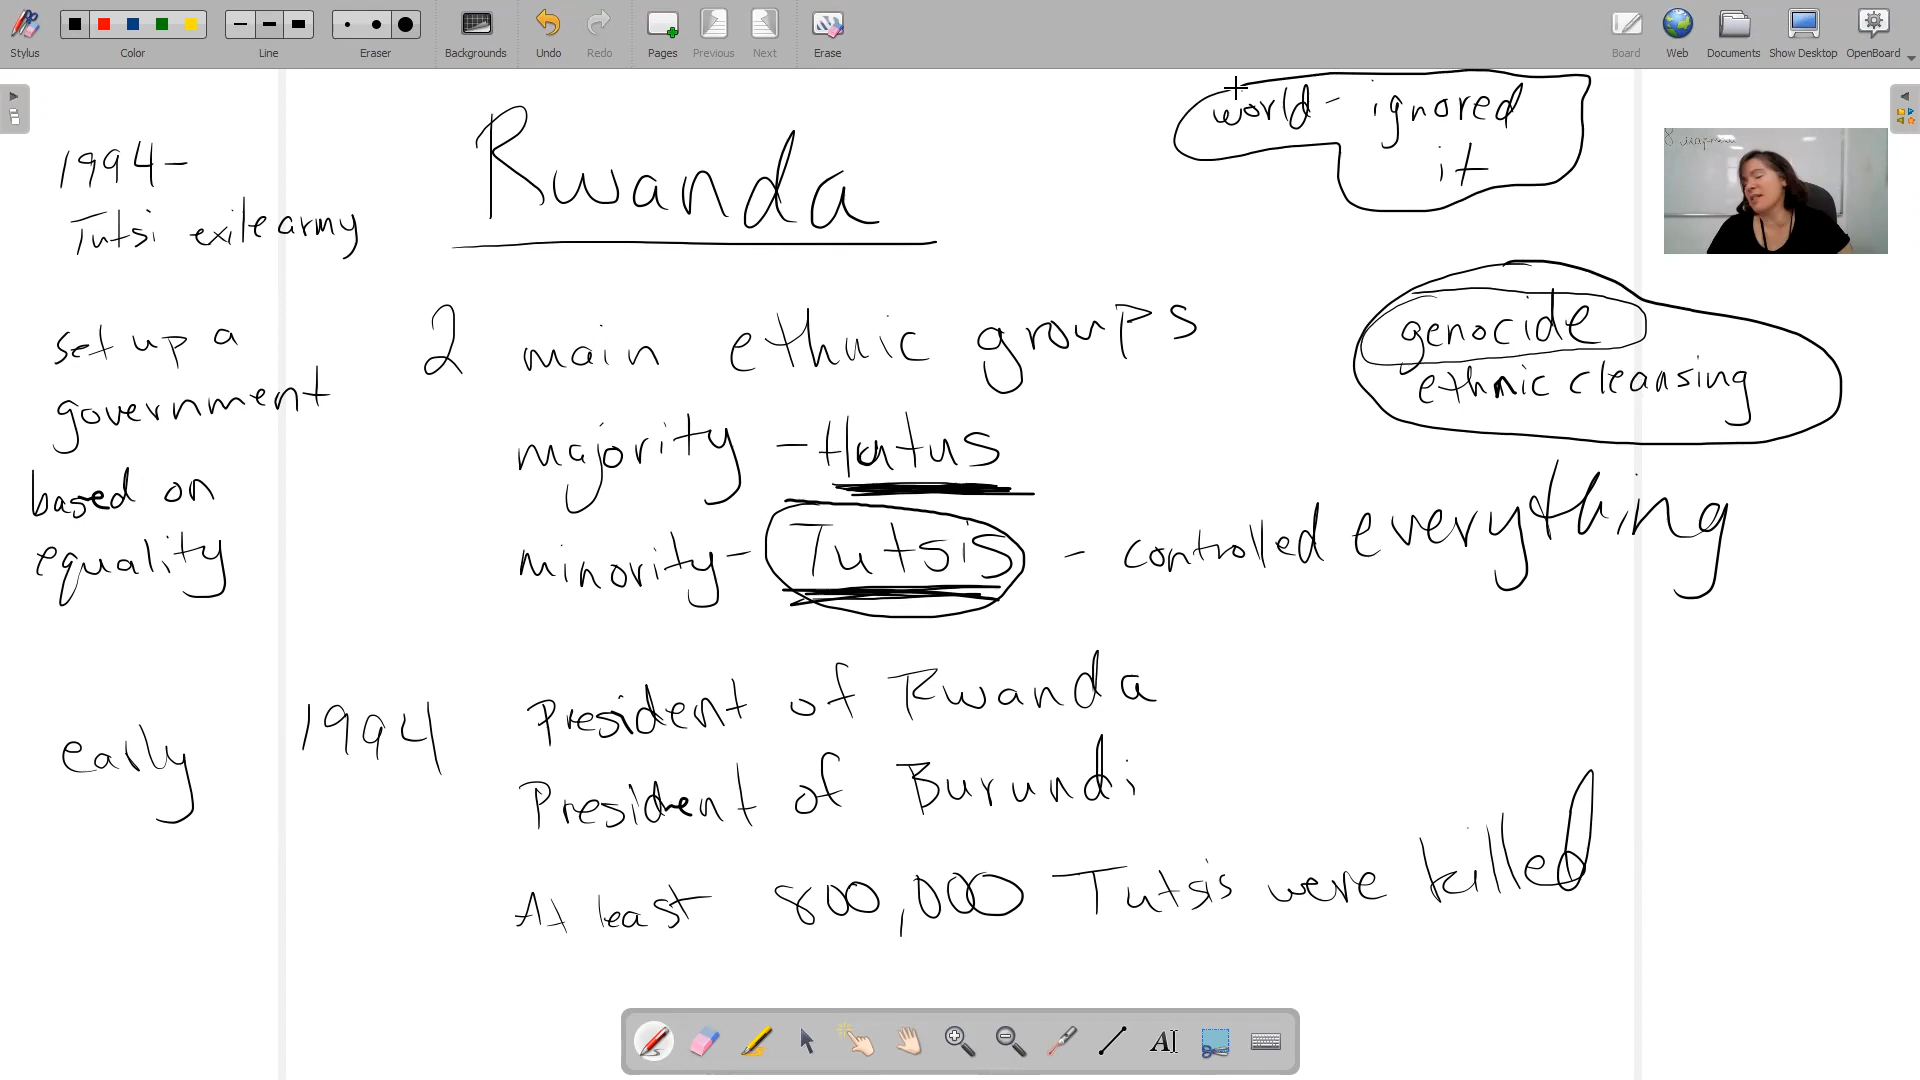 Stylus
Color
Line
Eraser
Backgrounds
Undo
Redo
Pages
Previous
Next
Erase
Board
Web
Documents
Show Desktop
OpenBoard
1994-
Tutsi exile army
set up a
government
based on
equality
Rwanda
world - ignored
it
genocide
ethnic cleansing
2 main ethnic groups
majority - Hutus
minority - Tutsis - controlled everything
early 1994 President of Rwanda
President of Burundi
At least 800,000 Tutsis were killed
AI